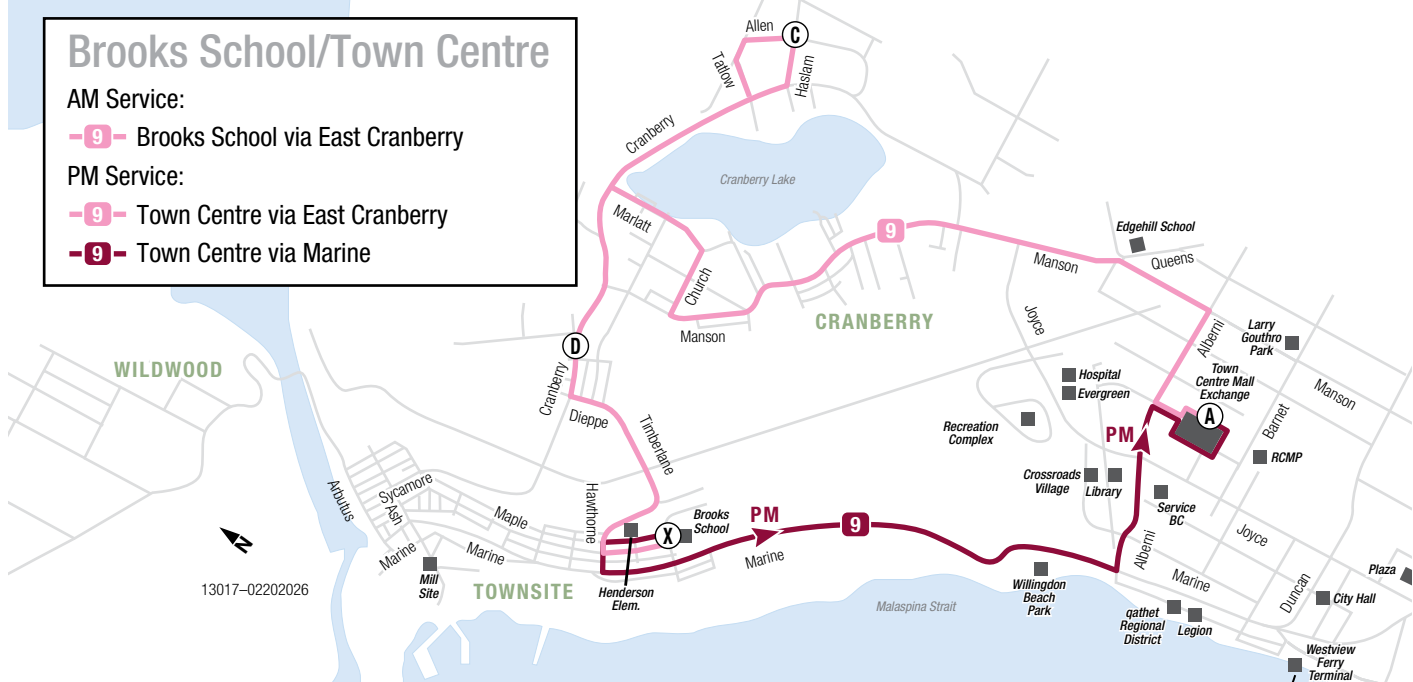 Brooks School/Town Centre
AM Service:
9 Brooks School via East Cranberry
PM Service:
9 Town Centre via East Cranberry
9 Town Centre via Marine
Allen
C
Tatlow
Haslam
Cranberry
Cranberry Lake
Marlatt
9
Edgehill School
Queens
Manson
Church
Manson
CRANBERRY
Joyce
Alberni
Larry
Gouthro
Park
WILDWOOD
D
Cranberry
Dieppe
Timberlane
Hospital
Evergreen
Town
Centre Mall
Exchange
A
Manson
Barnet
Recreation
Complex
PM
RCMP
Crossroads
Village
Library
Service
BC
Arbutus
Sycamore
Ash
Maple
Hawthorne
Brooks
School
X
PM
9
Marine
Marine
Marine
Alberni
Joyce
N
13017–02202026
Mill
Site
TOWNSITE
Henderson
Elem.
Willingdon
Beach
Park
Malaspina Strait
Marine
Duncan
Plaza
City Hall
qathet
Regional
District
Legion
Westview
Ferry
Terminal